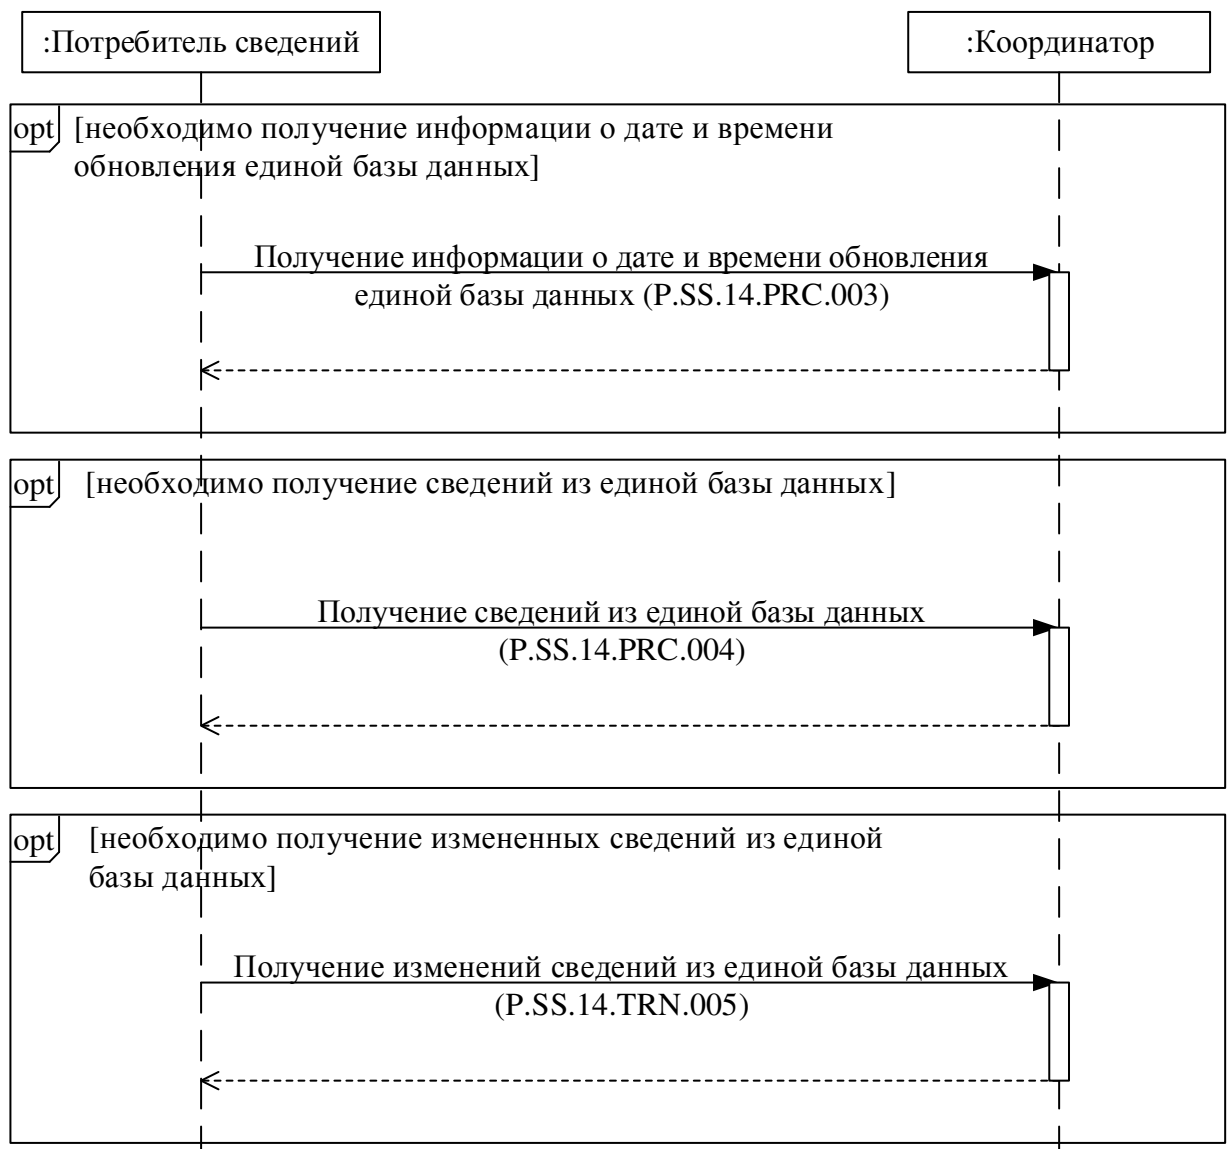 :Потребитель сведений
:Координатор
opt
[необходимо получение информации о дате и времени
обновления единой базы данных]
Получение информации о дате и времени обновления
единой базы данных (P.SS.14.PRC.003)
opt
[необходимо получение сведений из единой базы данных]
Получение сведений из единой базы данных
(P.SS.14.PRC.004)
opt
[необходимо получение измененных сведений из единой
базы данных]
Получение изменений сведений из единой базы данных
(P.SS.14.TRN.005)